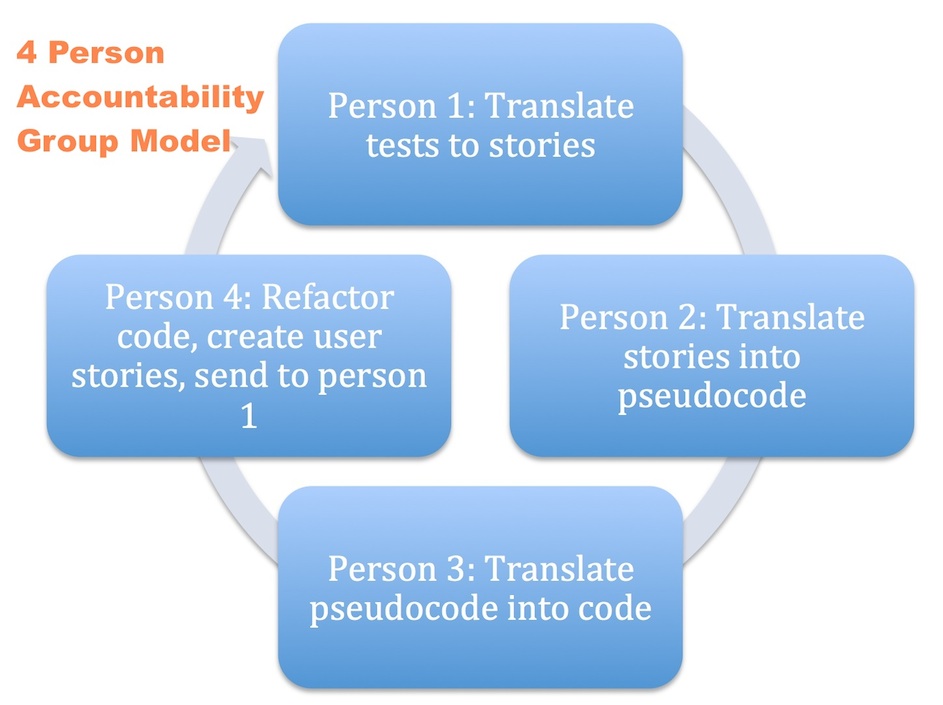 4 Person
Accountability
Group Model
Person 1: Translate
tests to stories
Person 2: Translate
stories into
pseudocode
Person 3: Translate
pseudocode into code
Person 4: Refactor
code, create user
stories, send to person
1